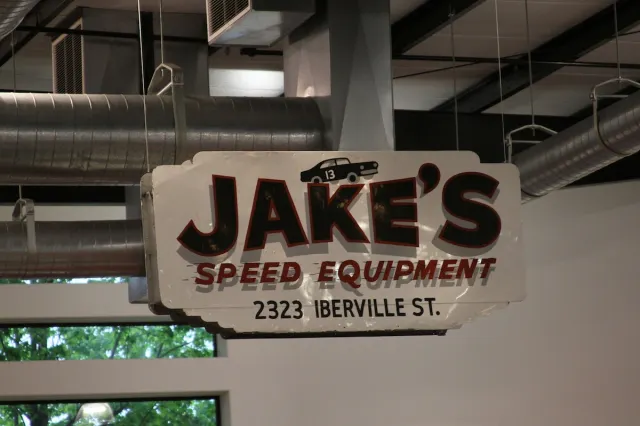 13
JAKE'S
SPEED EQUIPMENT
2323 IBERVILLE ST.